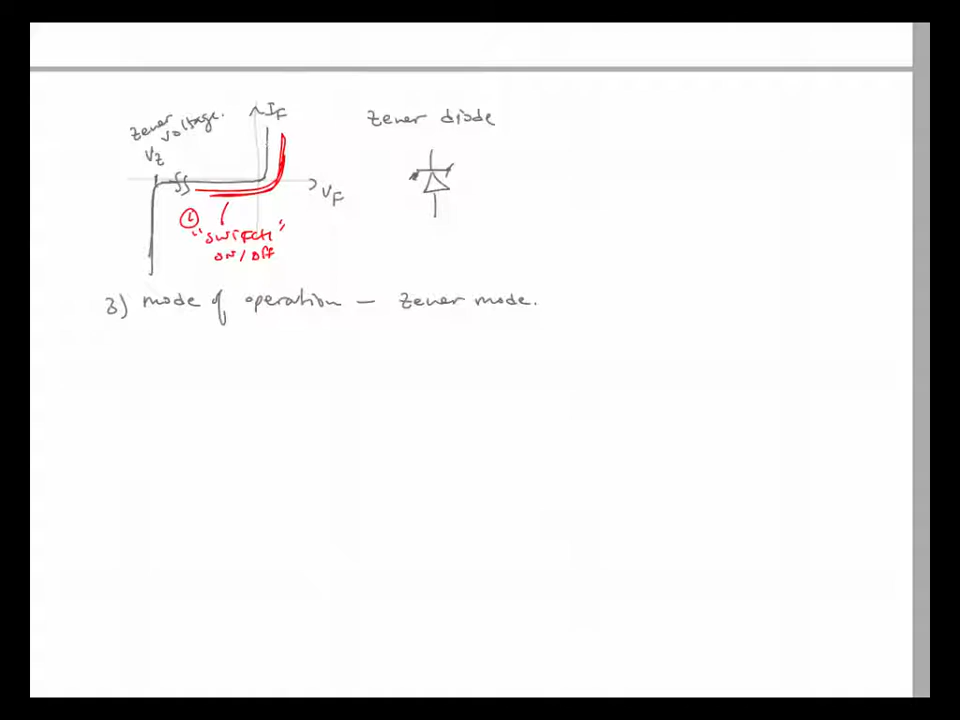 Zener voltage.
VZ
IF
VF
Zener diode
①
"switch"
on/off
3) mode of operation — Zener mode.